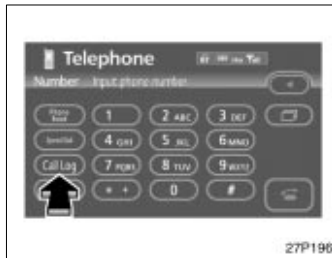 Telephone
Number Input phone number
Phone Book 1 2 ABC 3 DEF
Speed Dial 4 GHI 5 JKL 6 MNO
Call Log 7 PQRS 8 TUV 9 WXYZ
* + 0 #
27P196